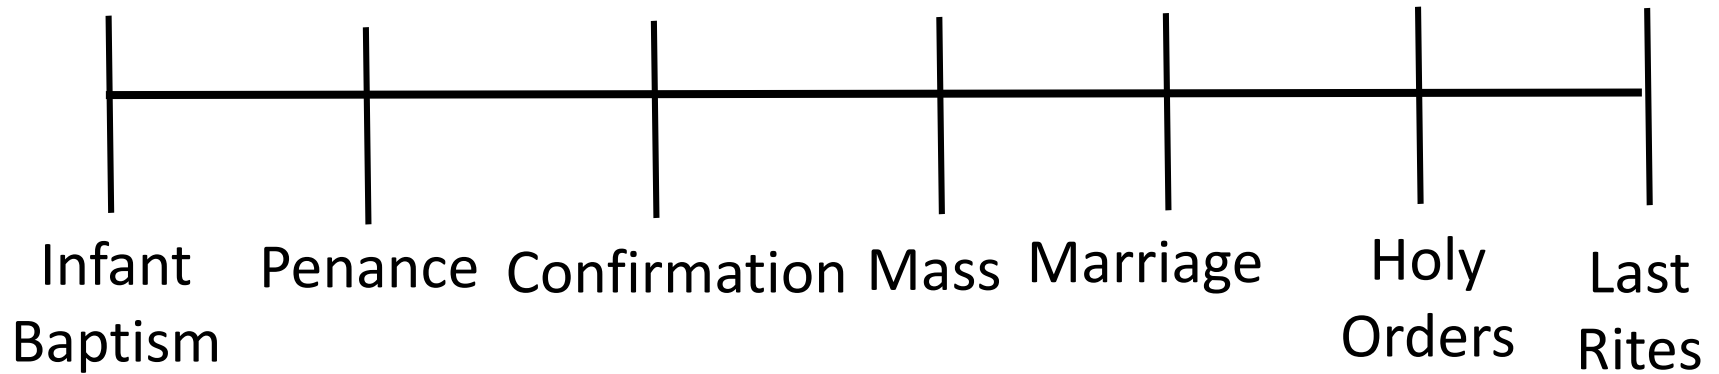 Infant
Baptism
Penance
Confirmation
Mass
Marriage
Holy
Orders
Last
Rites